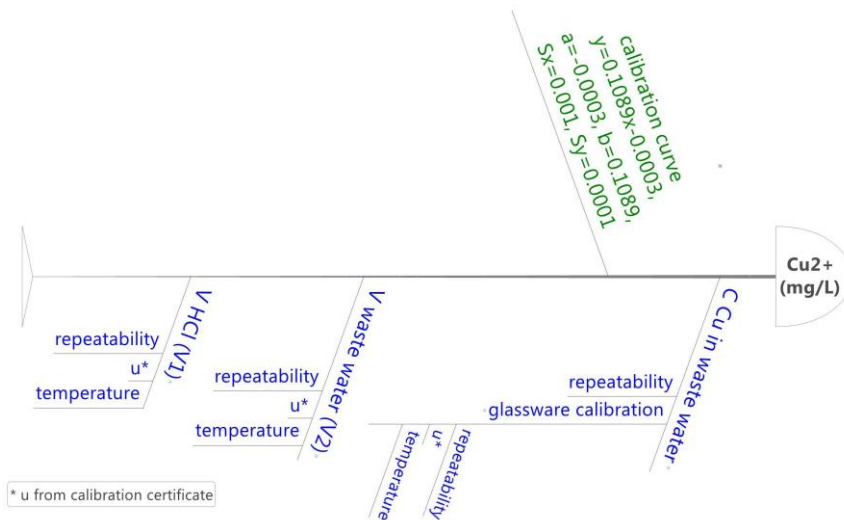 calibration curve
y=0.1089x-0.0003,
a=-0.0003, b=0.1089,
Sx=0.001, Sy=0.0001
Cu2+
(mg/L)
V HCl (V1)
repeatability
u*
temperature
V waste water (V2)
repeatability
u*
temperature
C Cu in waste water
repeatability
glassware calibration
repeatability
u*
temperature
* u from calibration certificate